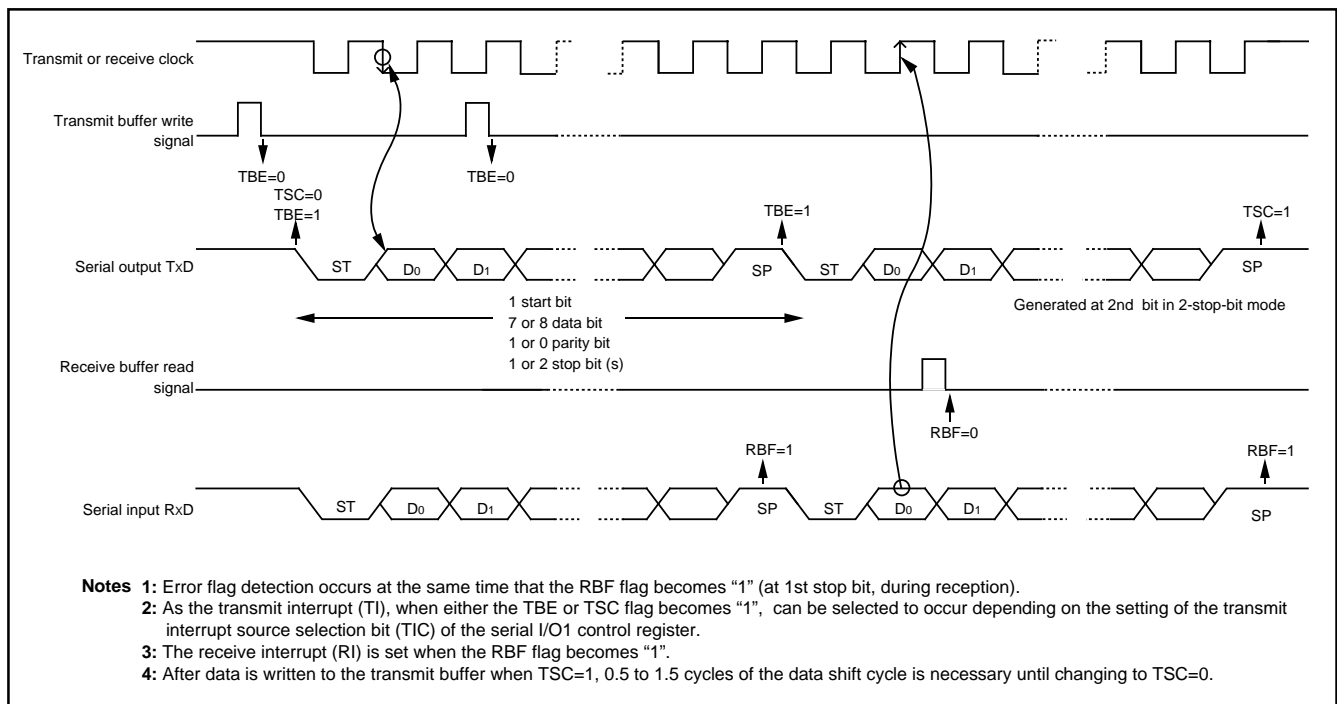 Transmit or receive clock
Transmit buffer write
signal
TBE=0
TSC=0
TBE=1
TBE=0
TBE=1
TSC=1
Serial output TxD
ST
D0
D1
SP
ST
D0
D1
SP
1 start bit
7 or 8 data bit
1 or 0 parity bit
1 or 2 stop bit (s)
Generated at 2nd bit in 2-stop-bit mode
Receive buffer read
signal
RBF=0
RBF=1
RBF=1
Serial input RxD
ST
D0
D1
SP
ST
D0
D1
SP
Notes 1: Error flag detection occurs at the same time that the RBF flag becomes “1” (at 1st stop bit, during reception).
2: As the transmit interrupt (TI), when either the TBE or TSC flag becomes “1”, can be selected to occur depending on the setting of the transmit
interrupt source selection bit (TIC) of the serial I/O1 control register.
3: The receive interrupt (RI) is set when the RBF flag becomes “1”.
4: After data is written to the transmit buffer when TSC=1, 0.5 to 1.5 cycles of the data shift cycle is necessary until changing to TSC=0.